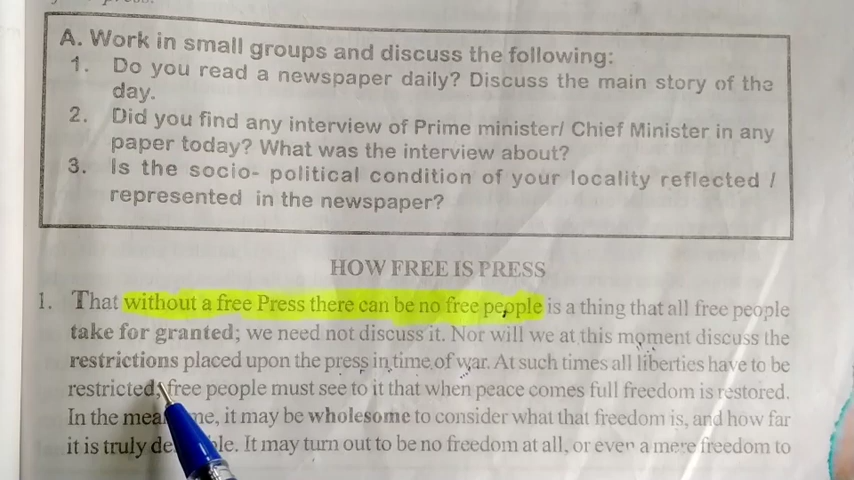 A. Work in small groups and discuss the following:
1. Do you read a newspaper daily? Discuss the main story of the
day.
2. Did you find any interview of Prime minister/ Chief Minister in any
paper today? What was the interview about?
3. Is the socio- political condition of your locality reflected /
represented in the newspaper?
HOW FREE IS PRESS
1. That without a free Press there can be no free people is a thing that all free people
take for granted; we need not discuss it. Nor will we at this moment discuss the
restrictions placed upon the press in time of war. At such times all liberties have to be
restricted; free people must see to it that when peace comes full freedom is restored.
In the it may be wholesome to consider what that freedom is, and how far
it is truly It may turn out to be no freedom at all, or even a mere freedom to